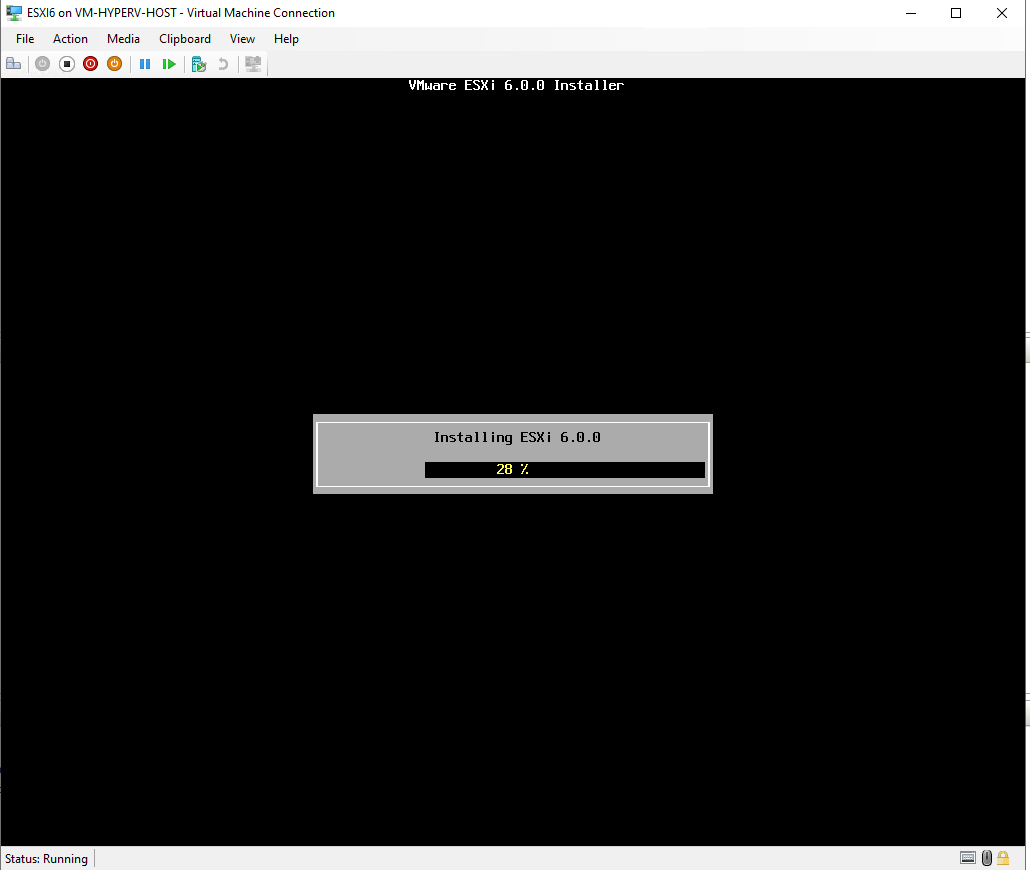 ESXI6 on VM-HYPERV-HOST - Virtual Machine Connection
File Action Media Clipboard View Help
VMware ESXi 6.0.0 Installer
Installing ESXi 6.0.0
28 %
Status: Running